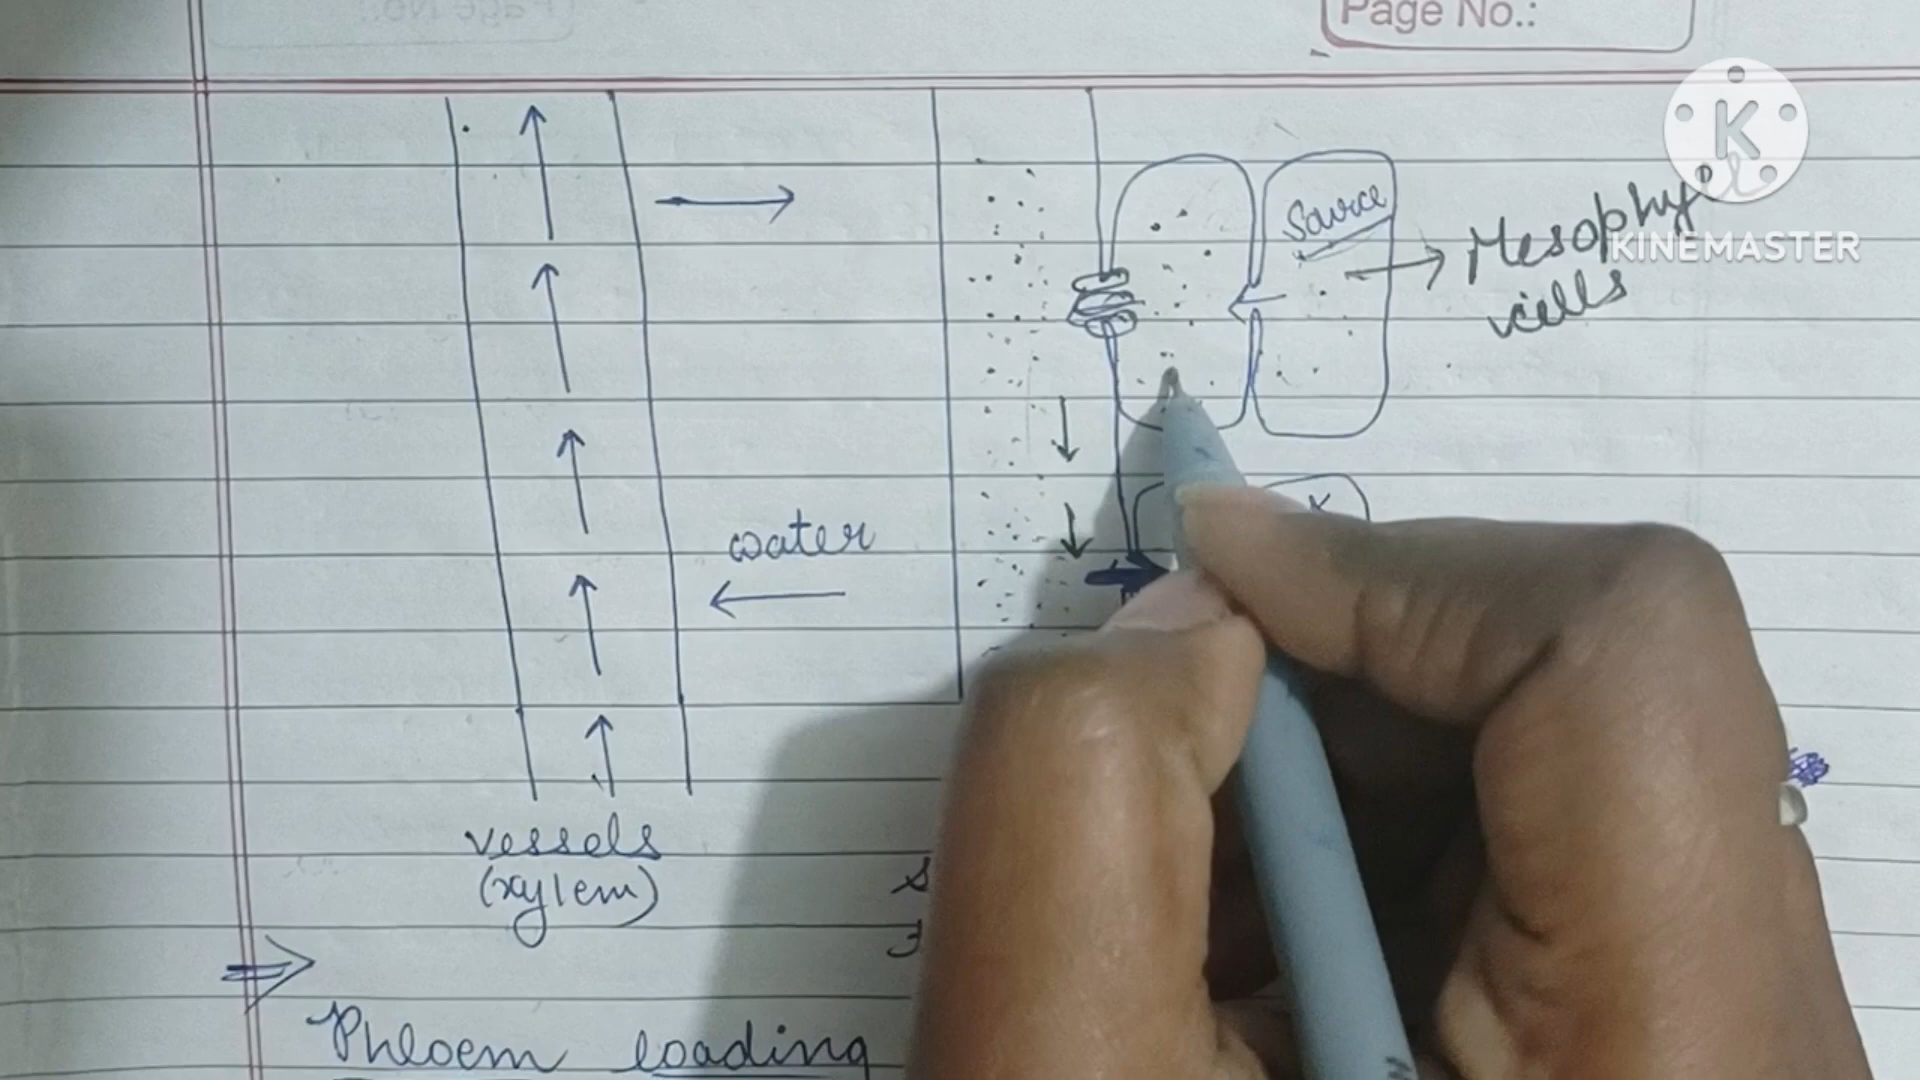 Page No.:
Source
Mesophyll
cells
K
KINEMASTER
water
vessels
(xylem)
Phloem loading